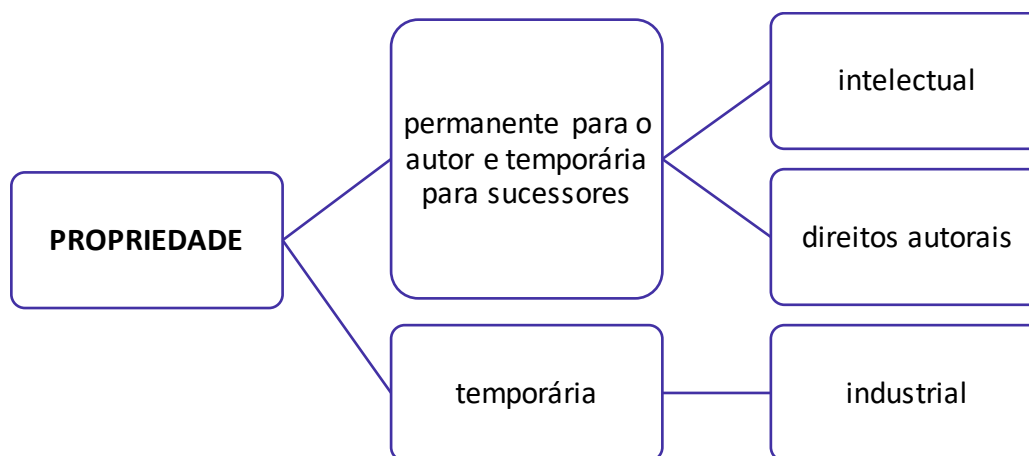 PROPRIEDADE
permanente para o
autor e temporária
para sucessores
intelectual
direitos autorais
temporária
industrial